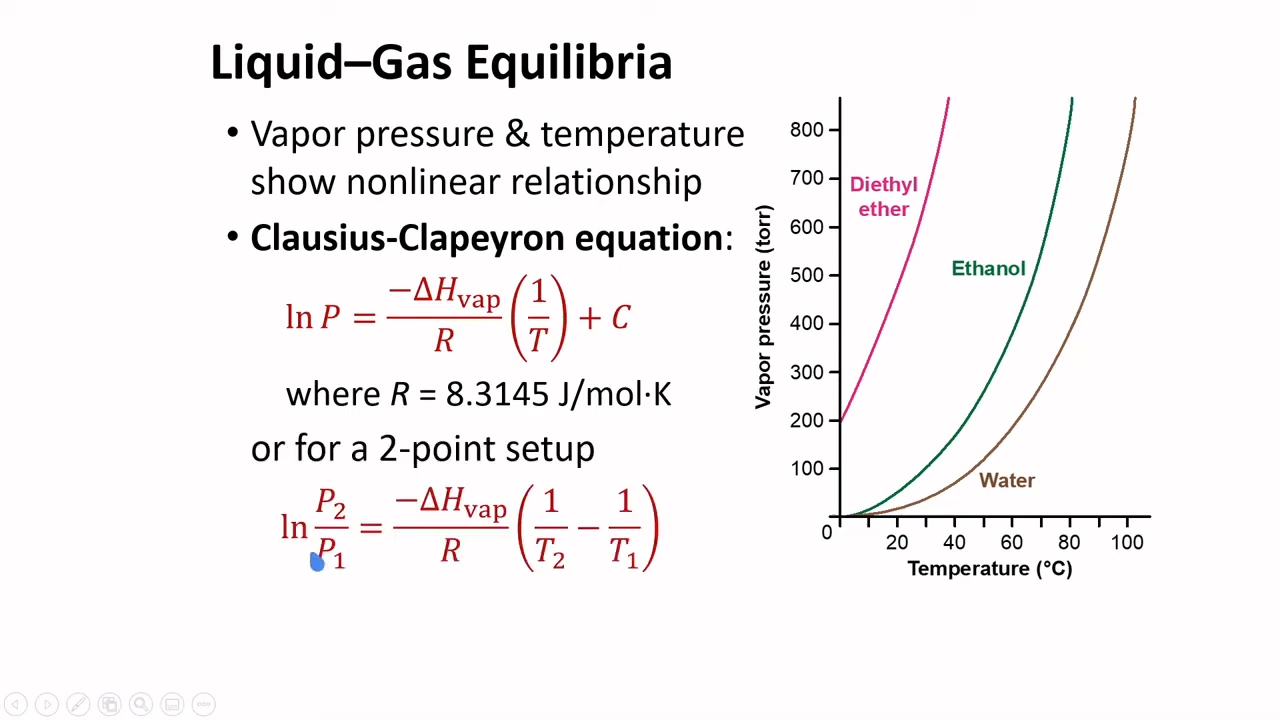 Liquid–Gas Equilibria
• Vapor pressure & temperature
show nonlinear relationship
• Clausius-Clapeyron equation:
ln P = −ΔH_vap / R (1/T) + C
where R = 8.3145 J/mol·K
or for a 2-point setup
ln P₂/P₁ = −ΔH_vap / R (1/T₂ − 1/T₁)
Vapor pressure (torr)
800
700
600
500
400
300
200
100
0
Diethyl
ether
Ethanol
Water
20 40 60 80 100
Temperature (°C)